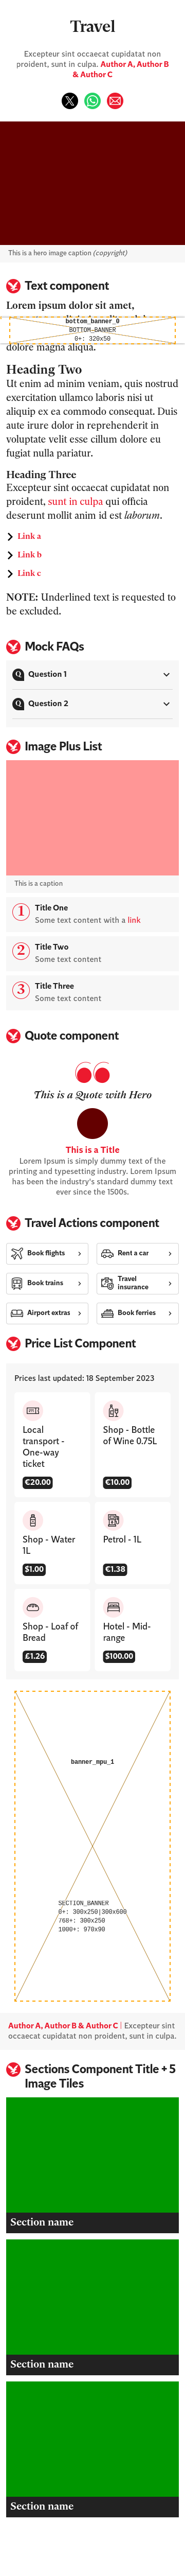 Travel
Excepteur sint occaecat cupidatat non
proident, sunt in culpa. Author A, Author B
& Author C
This is a hero image caption (copyright)
Text component
Lorem ipsum dolor sit amet,
bottom_banner_0
BOTTOM_BANNER
0+: 320x50
dolore magna aliqua.
Heading Two
Ut enim ad minim veniam, quis nostrud
exercitation ullamco laboris nisi ut
aliquip ex ea commodo consequat. Duis
aute irure dolor in reprehenderit in
voluptate velit esse cillum dolore eu
fugiat nulla pariatur.
Heading Three
Excepteur sint occaecat cupidatat non
proident, sunt in culpa qui officia
deserunt mollit anim id est laborum.
Link a
Link b
Link c
NOTE: Underlined text is requested to
be excluded.
Mock FAQs
Q Question 1
Q Question 2
Image Plus List
This is a caption
1 Title One
Some text content with a link
2 Title Two
Some text content
3 Title Three
Some text content
Quote component
This is a Quote with Hero
This is a Title
Lorem Ipsum is simply dummy text of the
printing and typesetting industry. Lorem Ipsum
has been the industry's standard dummy text
ever since the 1500s.
Travel Actions component
Book flights
Rent a car
Book trains
Travel
insurance
Airport extras
Book ferries
Price List Component
Prices last updated: 18 September 2023
Local
transport -
One-way
ticket
€20.00
Shop - Bottle
of Wine 0.75L
€10.00
Shop - Water
1L
$1.00
Petrol - 1L
€1.38
Shop - Loaf of
Bread
£1.26
Hotel - Mid-
range
$100.00
banner_mpu_1
SECTION_BANNER
0+: 300x250|300x600
768+: 300x250
1000+: 970x90
Author A, Author B & Author C | Excepteur sint
occaecat cupidatat non proident, sunt in culpa.
Sections Component Title + 5
Image Tiles
Section name
Section name
Section name